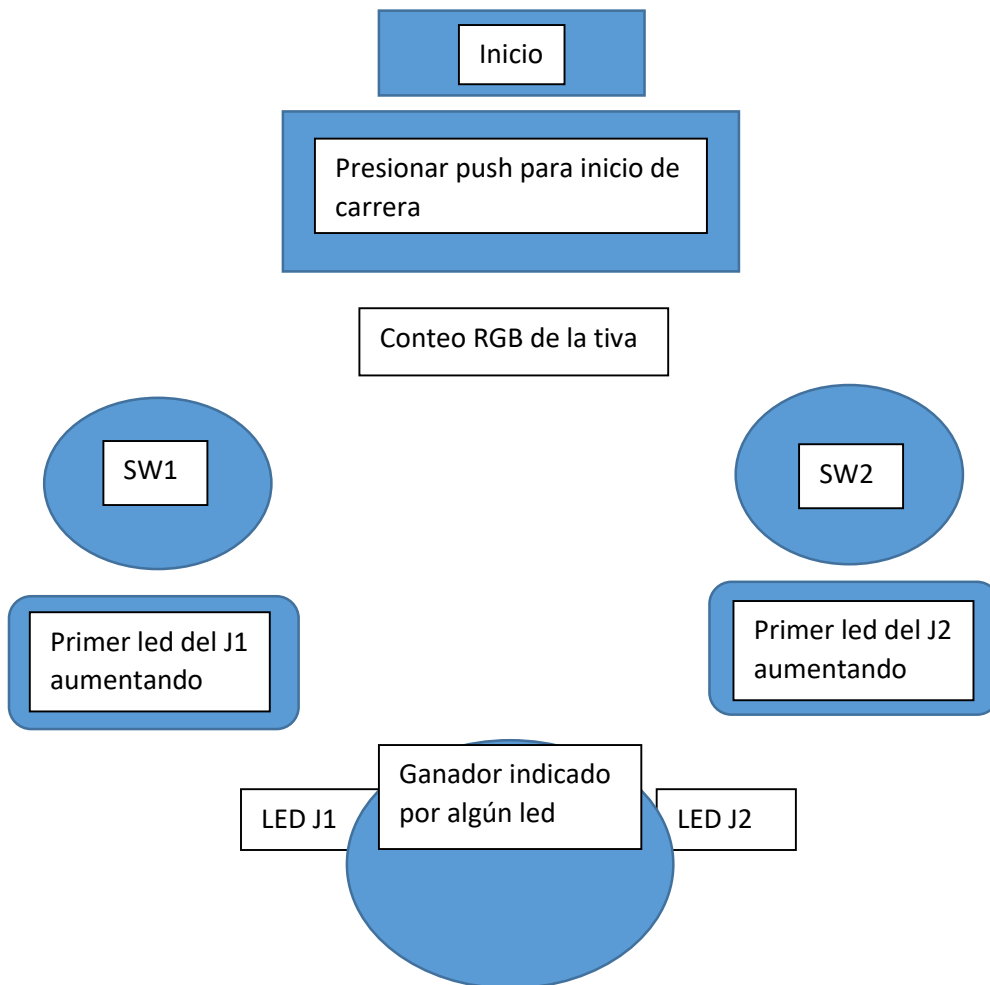 Inicio
Presionar push para inicio de
carrera
Conteo RGB de la tiva
SW1
SW2
Primer led del J1
aumentando
Primer led del J2
aumentando
Ganador indicado
por algún led
LED J1
LED J2